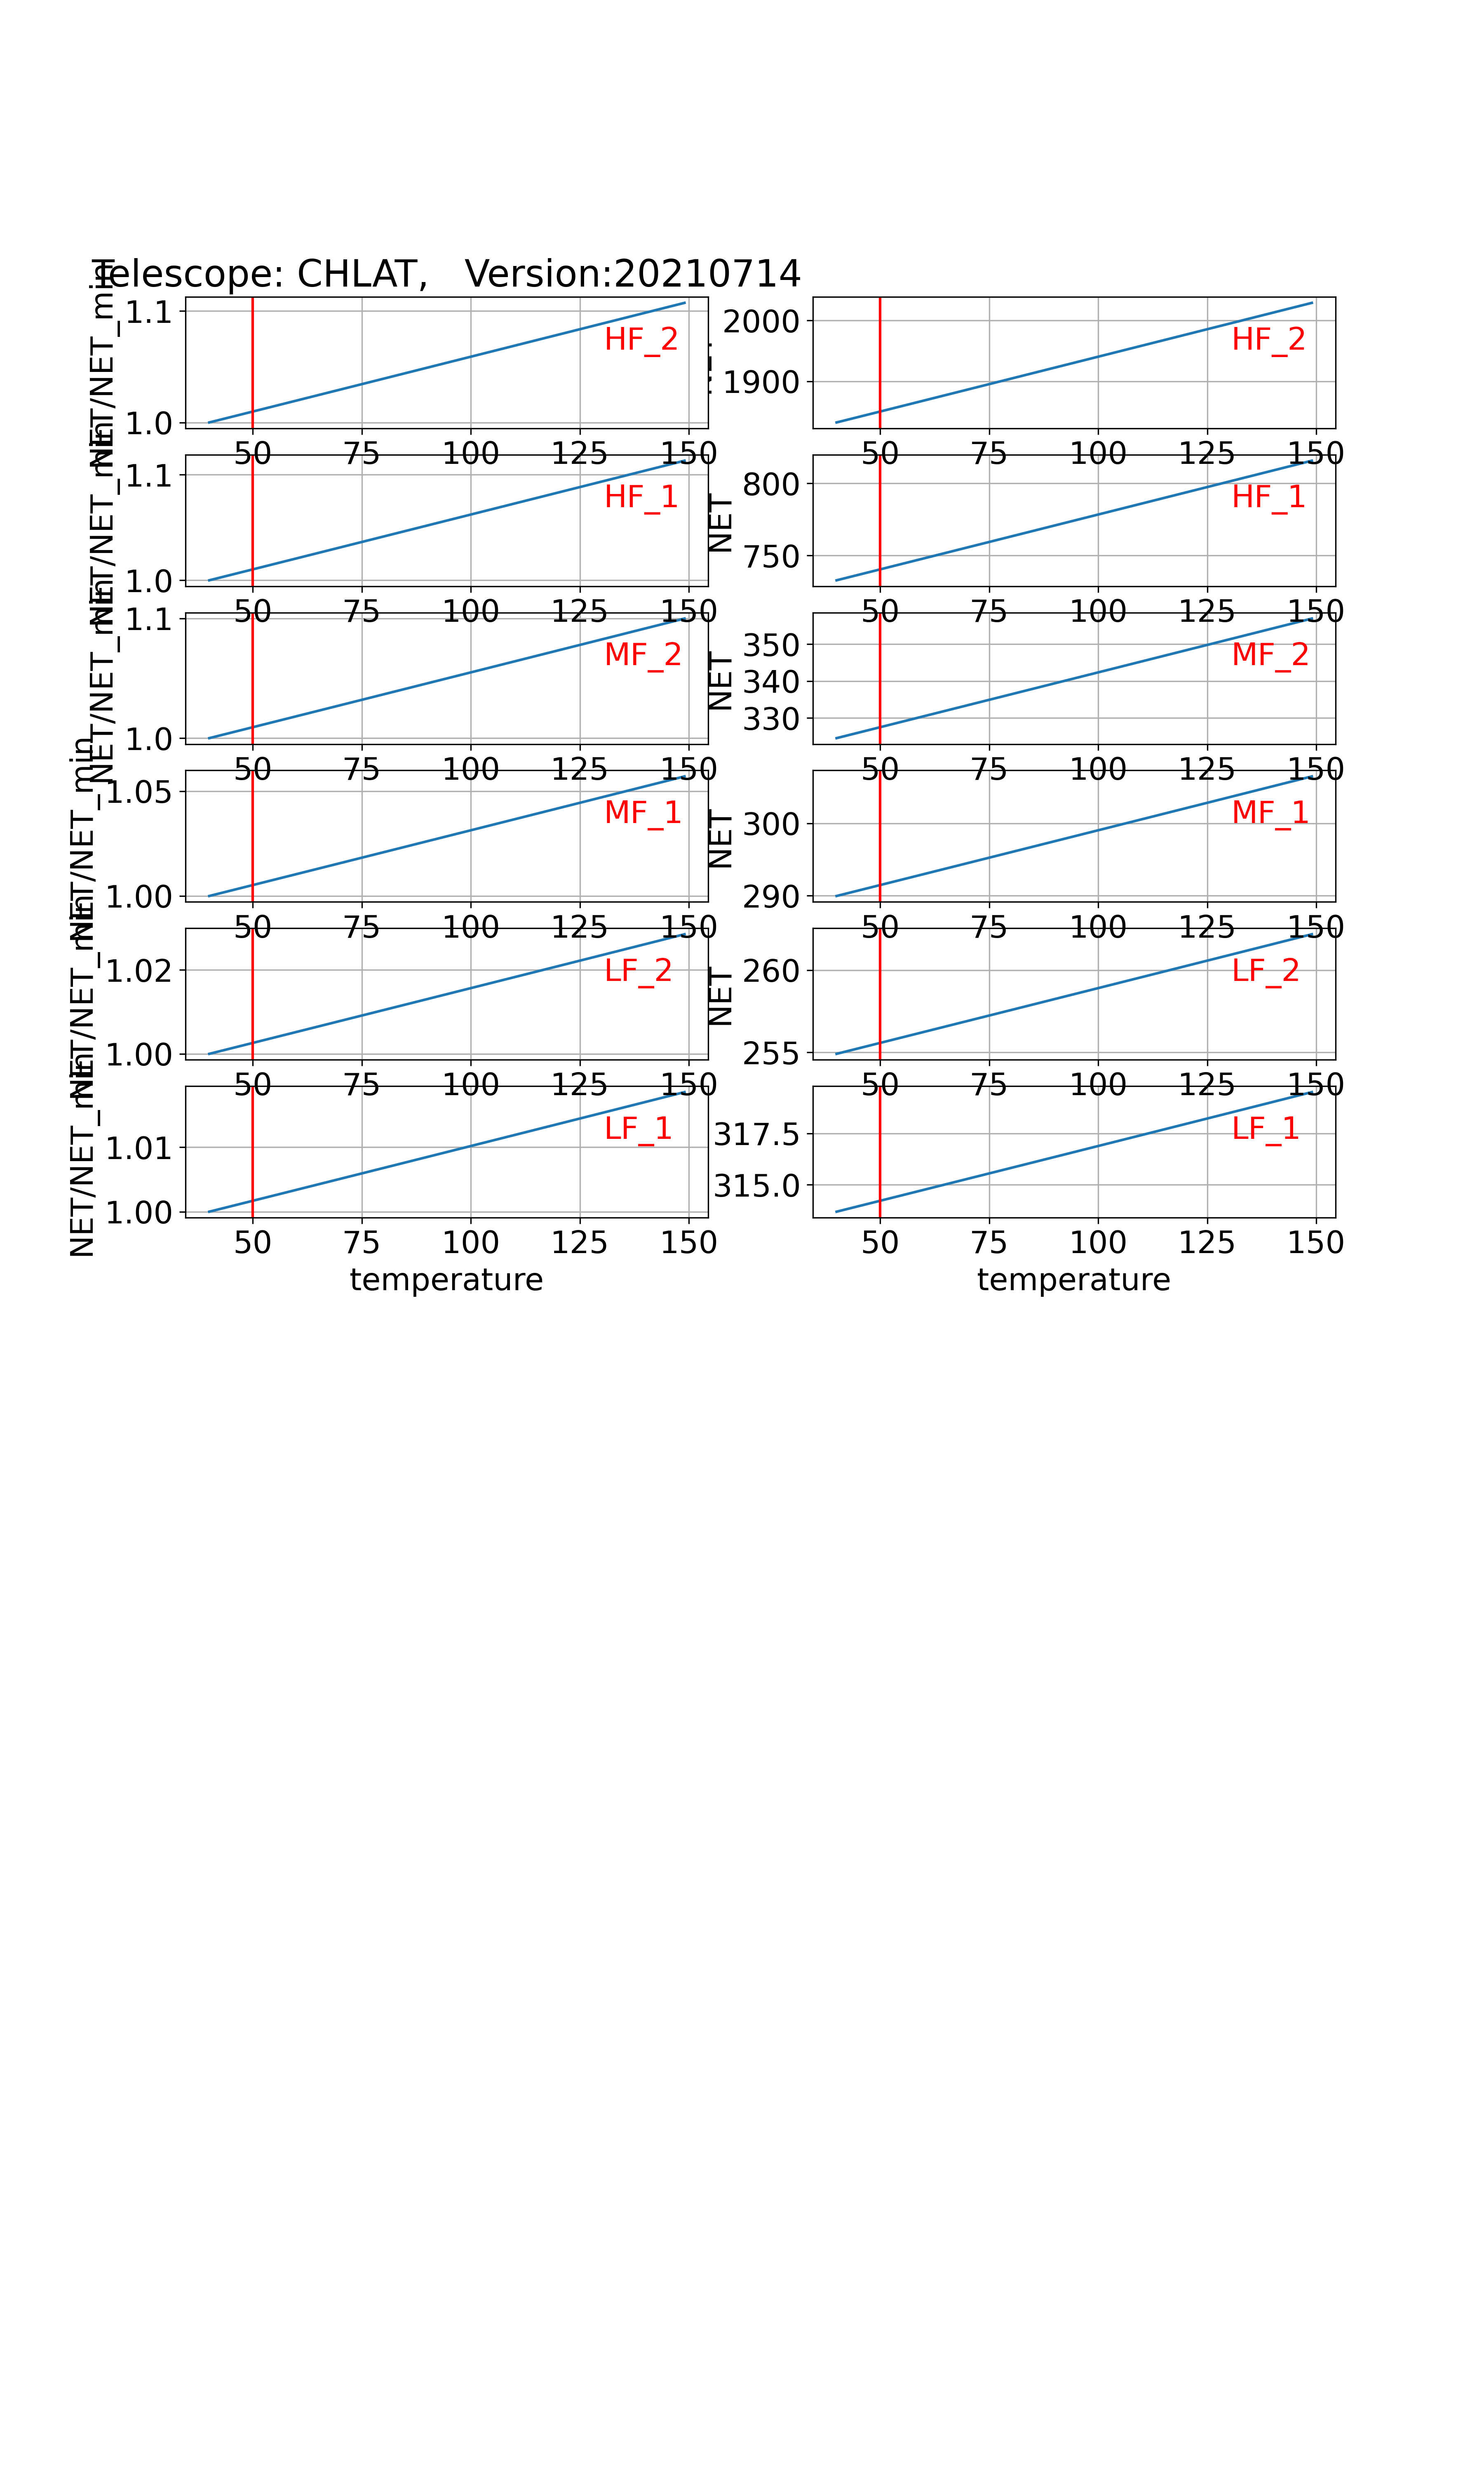 Telescope: CHLAT,   Version:20210714
NET/NET_min
1.1
1.0
HF_2
50 75 100 125 150
2000
1900
HF_2
50 75 100 125 150
NET/NET_min
1.1
1.0
HF_1
50 75 100 125 150
NET
800
750
HF_1
50 75 100 125 150
NET/NET_min
1.1
1.0
MF_2
50 75 100 125 150
NET
350
340
330
MF_2
50 75 100 125 150
NET/NET_min
1.05
1.00
MF_1
50 75 100 125 150
NET
300
290
MF_1
50 75 100 125 150
NET/NET_min
1.02
1.00
LF_2
50 75 100 125 150
NET
260
255
LF_2
50 75 100 125 150
NET/NET_min
1.01
1.00
LF_1
50 75 100 125 150
temperature
317.5
315.0
LF_1
50 75 100 125 150
temperature